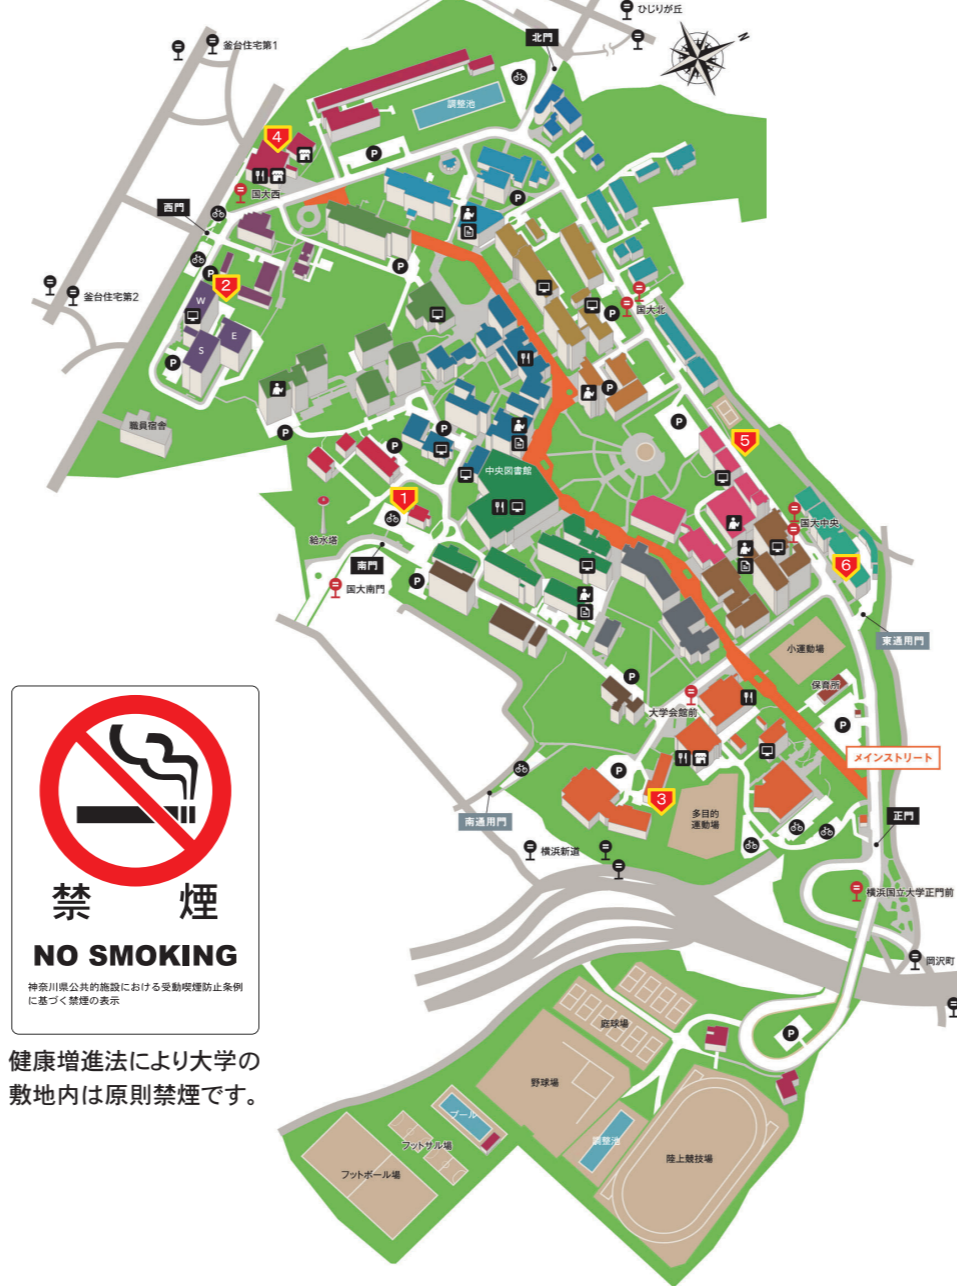 ひじりが丘
釜台住宅第1
北門
N
調整池
4
P
国大西
西門
P
P
P
2
W
釜台住宅第2
E
S
P
国大北
P
P
P
職員宿舎
P
P
P
5
中央図書館
1
給水塔
国大中央
南門
6
P
国大南門
東通用門
小運動場
P
保育所
大学会館前
P
メインストリート
P
3
多目的
運動場
正門
南通用門
横浜新道
横浜国立大学正門前
岡沢町
禁 煙
NO SMOKING
神奈川県公共的施設における受動喫煙防止条例
に基づく禁煙の表示
健康増進法により大学の
敷地内は原則禁煙です。
庭球場
P
野球場
プール
調整池
フットサル場
フットボール場
陸上競技場